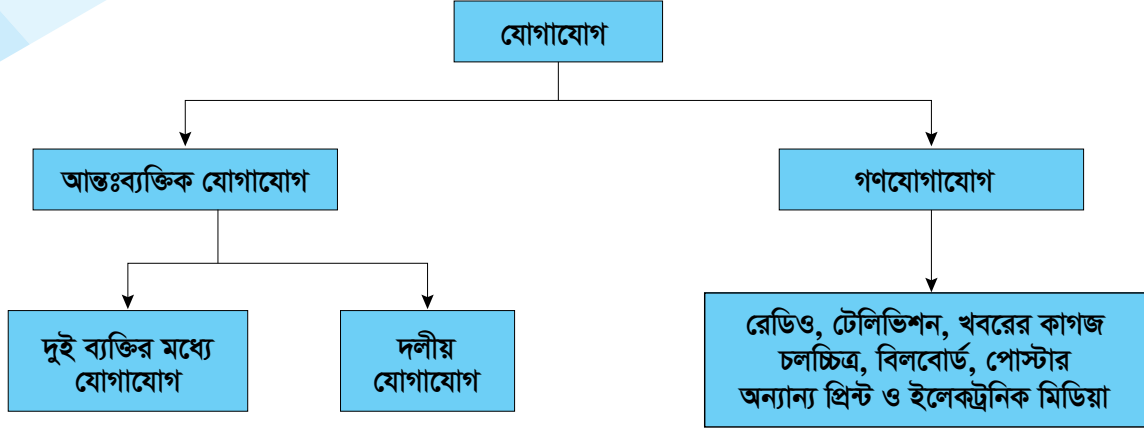 যোগাযোগ
আন্তঃব্যক্তিক যোগাযোগ
গণযোগাযোগ
দুই ব্যক্তির মধ্যে
যোগাযোগ
দলীয়
যোগাযোগ
রেডিও, টেলিভিশন, খবরের কাগজ
চলচ্চিত্র, বিলবোর্ড, পোস্টার
অন্যান্য প্রিন্ট ও ইলেকট্রনিক মিডিয়া